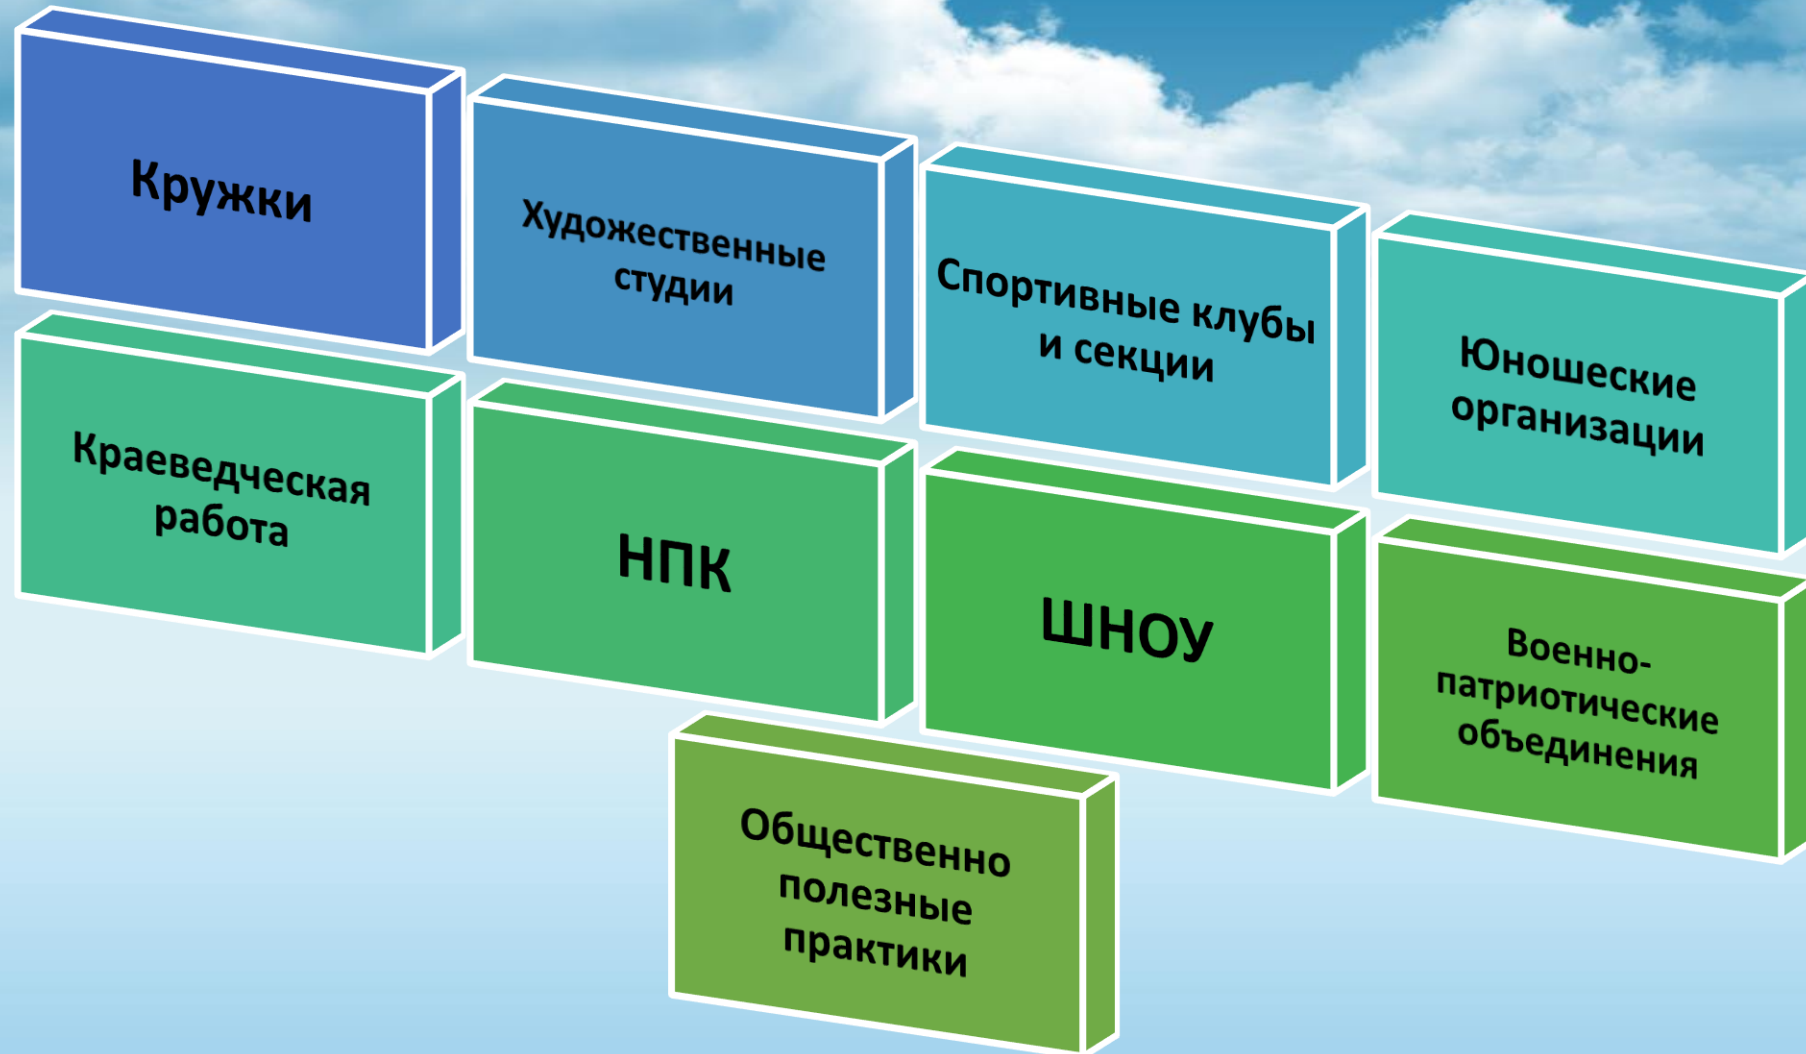 Кружки
Художественные
студии
Спортивные клубы
и секции
Юношеские
организации
Краеведческая
работа
НПК
ШНОУ
Военно-
патриотические
объединения
Общественно
полезные
практики